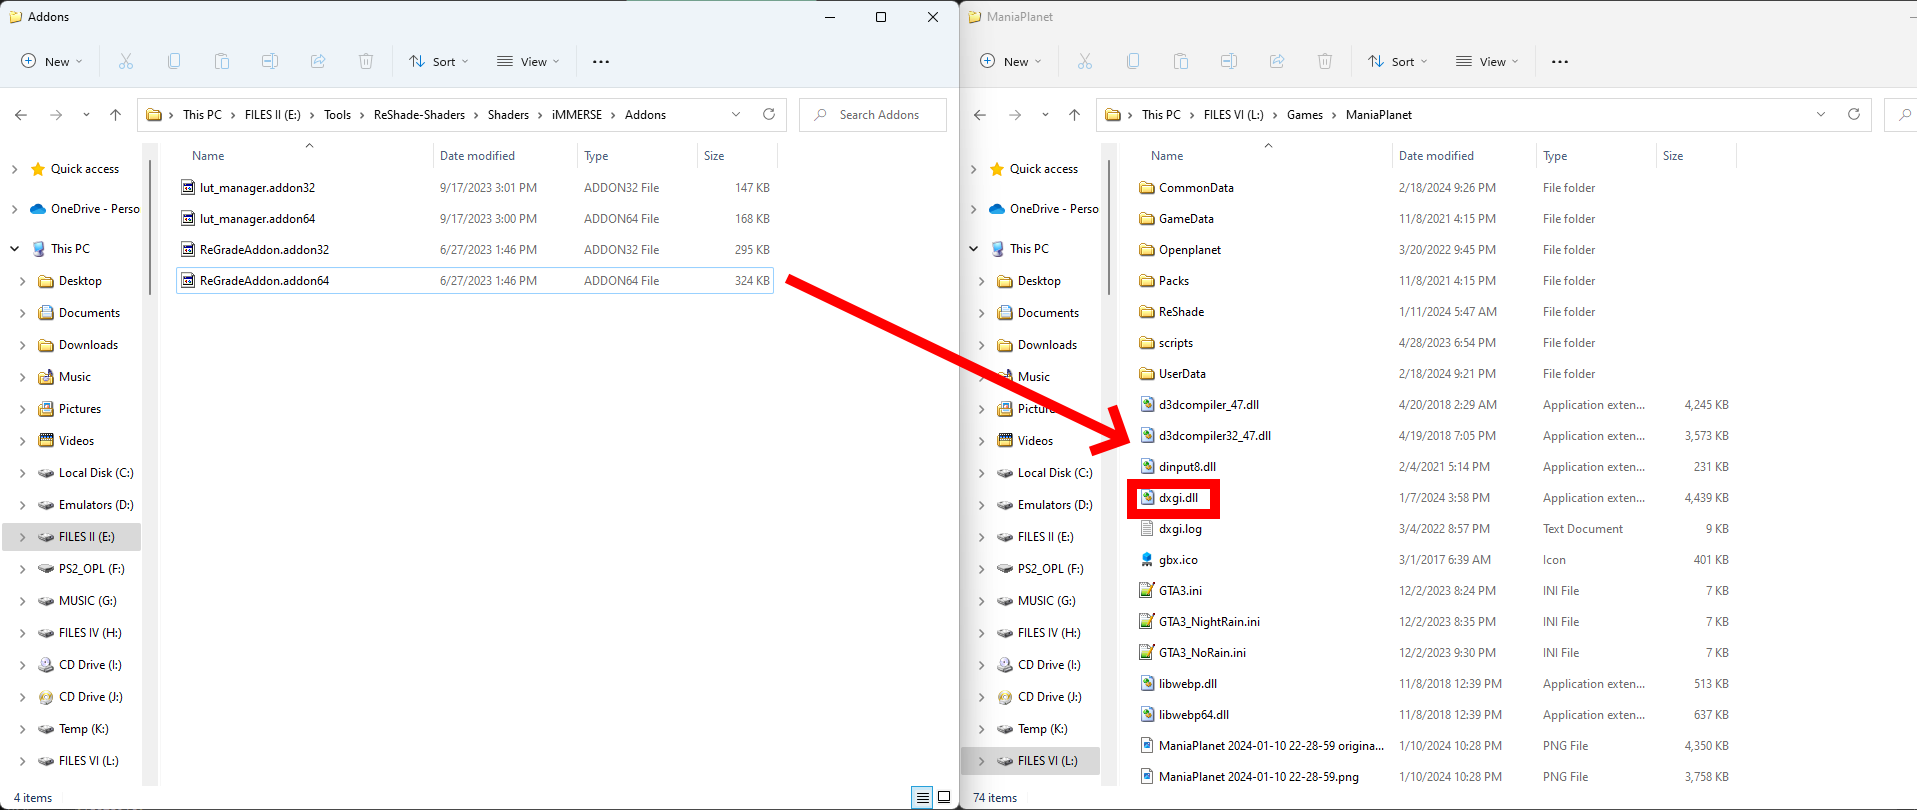 Addons
New
Sort
View
This PC > FILES II (E:) > Tools > ReShade-Shaders > Shaders > iMMERSE > Addons
Search Addons
Name Date modified Type Size
lut_manager.addon32 9/17/2023 3:01 PM ADDON32 File 147 KB
lut_manager.addon64 9/17/2023 3:00 PM ADDON64 File 168 KB
ReGradeAddon.addon32 6/27/2023 1:46 PM ADDON32 File 295 KB
ReGradeAddon.addon64 6/27/2023 1:46 PM ADDON64 File 324 KB
Quick access
OneDrive - Perso
This PC
Desktop
Documents
Downloads
Music
Pictures
Videos
Local Disk (C:)
Emulators (D:)
FILES II (E:)
PS2_OPL (F:)
MUSIC (G:)
FILES IV (H:)
CD Drive (I:)
CD Drive (J:)
Temp (K:)
FILES VI (L:)
4 items
ManiaPlanet
New
Sort
View
This PC > FILES VI (L:) > Games > ManiaPlanet
Quick access
OneDrive - Perso
This PC
Desktop
Documents
Downloads
Music
Videos
Local Disk (C:)
Emulators (D:)
FILES II (E:)
PS2_OPL (F:)
MUSIC (G:)
FILES IV (H:)
CD Drive (I:)
CD Drive (J:)
Temp (K:)
FILES VI (L:)
Name Date modified Type Size
CommonData 2/18/2024 9:26 PM File folder
GameData 11/8/2021 4:15 PM File folder
Openplanet 3/20/2022 9:45 PM File folder
Packs 11/8/2021 4:15 PM File folder
ReShade 1/11/2024 5:47 AM File folder
scripts 4/28/2023 6:54 PM File folder
UserData 2/18/2024 9:21 PM File folder
d3dcompiler_47.dll 4/20/2018 2:29 AM Application exten... 4,245 KB
d3dcompiler32_47.dll 4/19/2018 7:05 PM Application exten... 3,573 KB
dinput8.dll 2/4/2021 5:14 PM Application exten... 231 KB
dxgi.dll 1/7/2024 3:58 PM Application exten... 4,439 KB
dxgi.log 3/4/2022 8:57 PM Text Document 9 KB
gbx.ico 3/1/2017 6:39 AM Icon 401 KB
GTA3.ini 12/2/2023 8:24 PM INI File 7 KB
GTA3_NightRain.ini 12/2/2023 8:35 PM INI File 7 KB
GTA3_NoRain.ini 12/2/2023 9:30 PM INI File 7 KB
libwebp.dll 11/8/2018 12:39 PM Application exten... 513 KB
libwebp64.dll 11/8/2018 12:39 PM Application exten... 637 KB
ManiaPlanet 2024-01-10 22-28-59 origina... 1/10/2024 10:28 PM PNG File 4,350 KB
ManiaPlanet 2024-01-10 22-28-59.png 1/10/2024 10:28 PM PNG File 3,758 KB
74 items